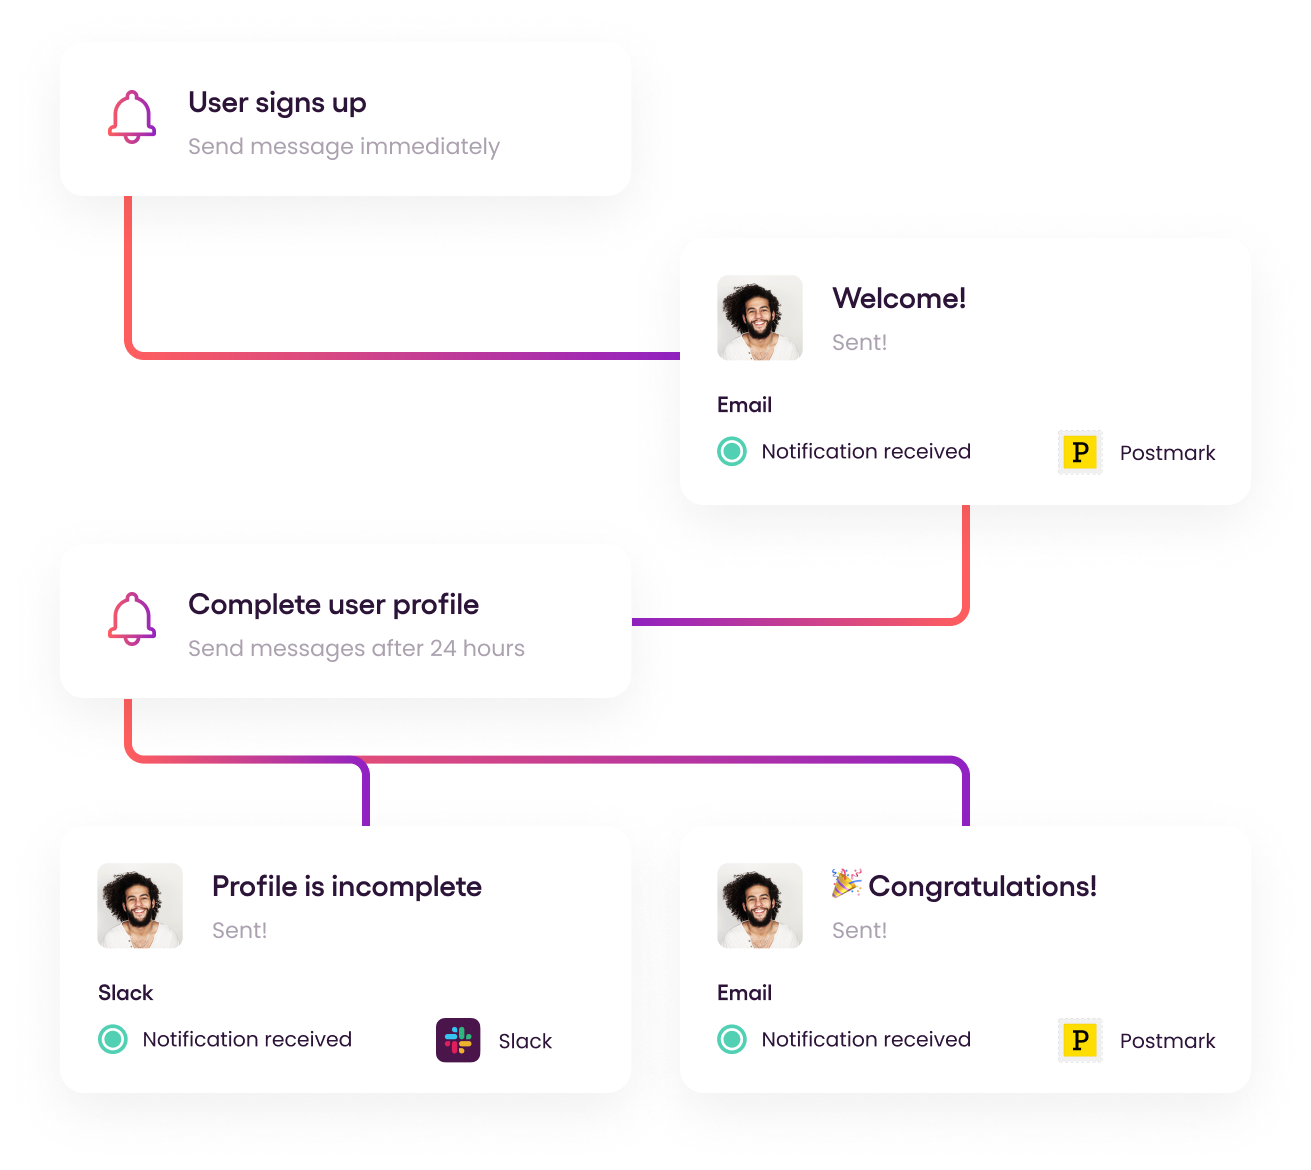 User signs up
Send message immediately
Welcome!
Sent!
Email
Notification received
P Postmark
Complete user profile
Send messages after 24 hours
Profile is incomplete
Sent!
Slack
Notification received
Slack
🎉 Congratulations!
Sent!
Email
Notification received
P Postmark